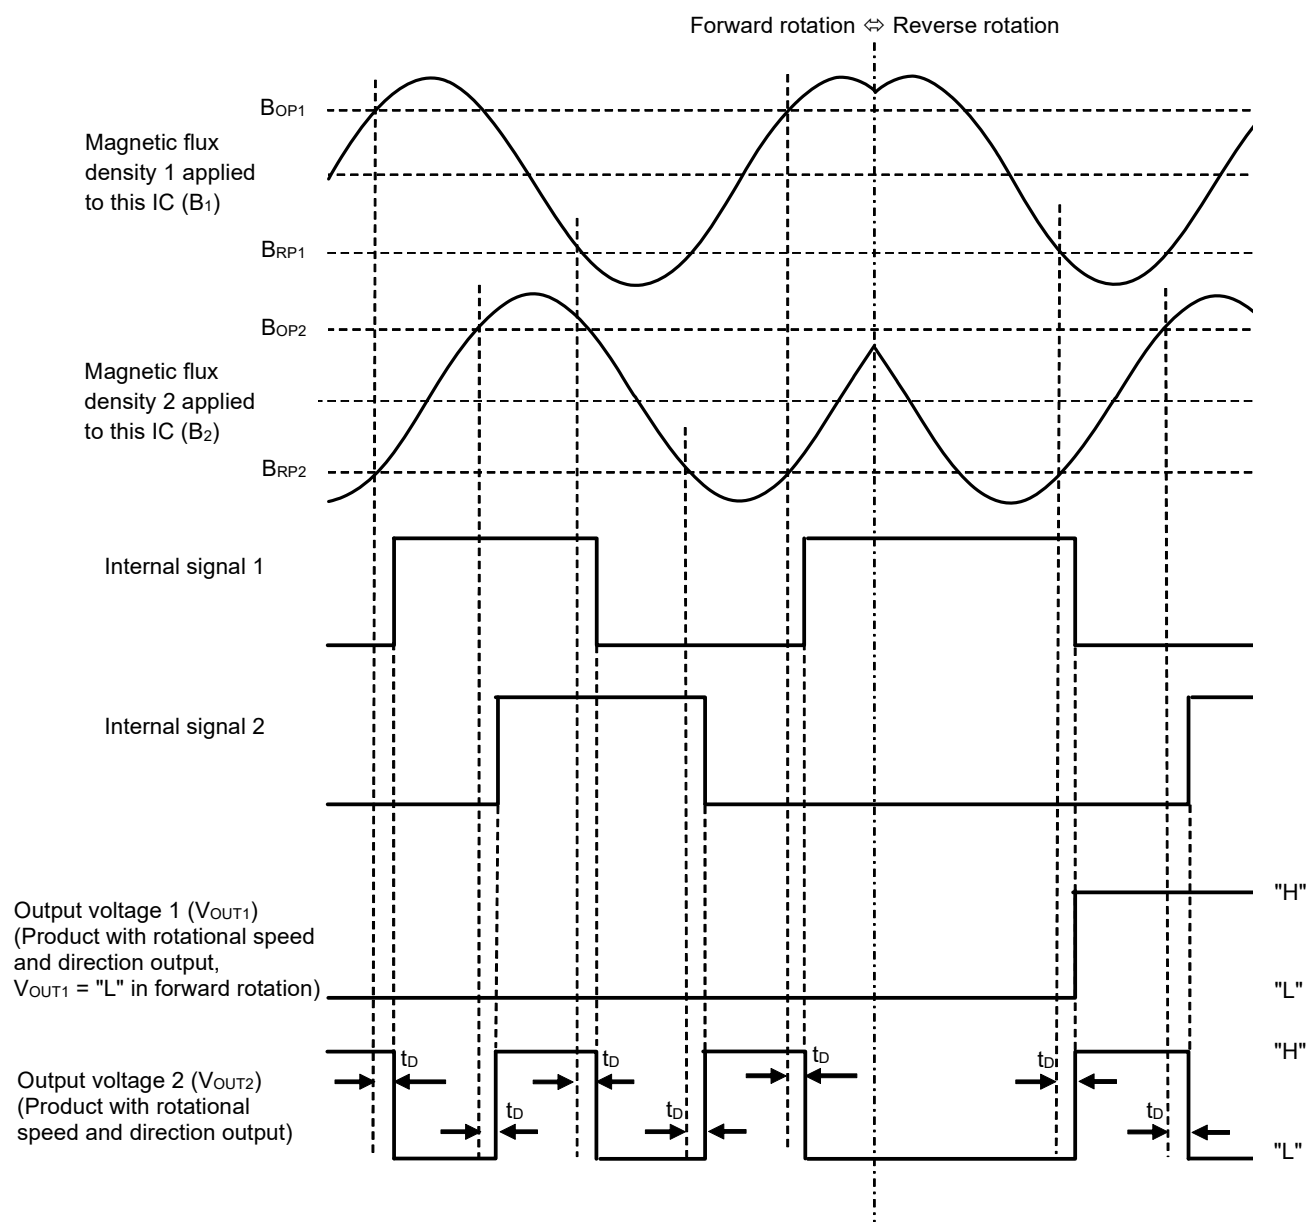 Forward rotation ⇔ Reverse rotation
BOP1
Magnetic flux
density 1 applied
to this IC (B1)
BRP1
BOP2
Magnetic flux
density 2 applied
to this IC (B2)
BRP2
Internal signal 1
Internal signal 2
Output voltage 1 (VOUT1)
(Product with rotational speed
and direction output,
VOUT1 = "L" in forward rotation)
"H"
"L"
Output voltage 2 (VOUT2)
(Product with rotational
speed and direction output)
tD
tD
tD
tD
tD
tD
tD
"H"
"L"